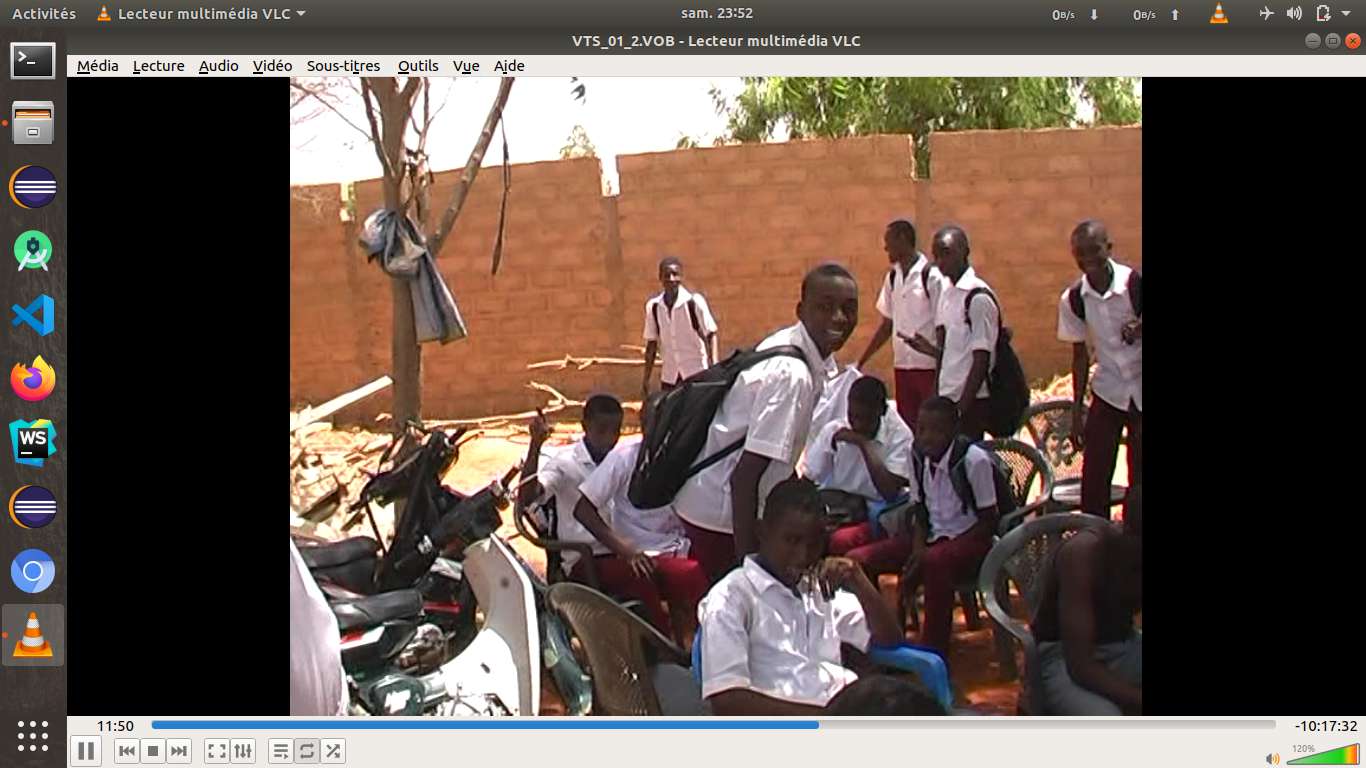 Activités Lecteur multimédia VLC sam. 23:52 0B/s 0B/s
VTS_01_2.VOB - Lecteur multimédia VLC
Média Lecture Audio Vidéo Sous-titres Outils Vue Aide
WS
11:50 -10:17:32
120%